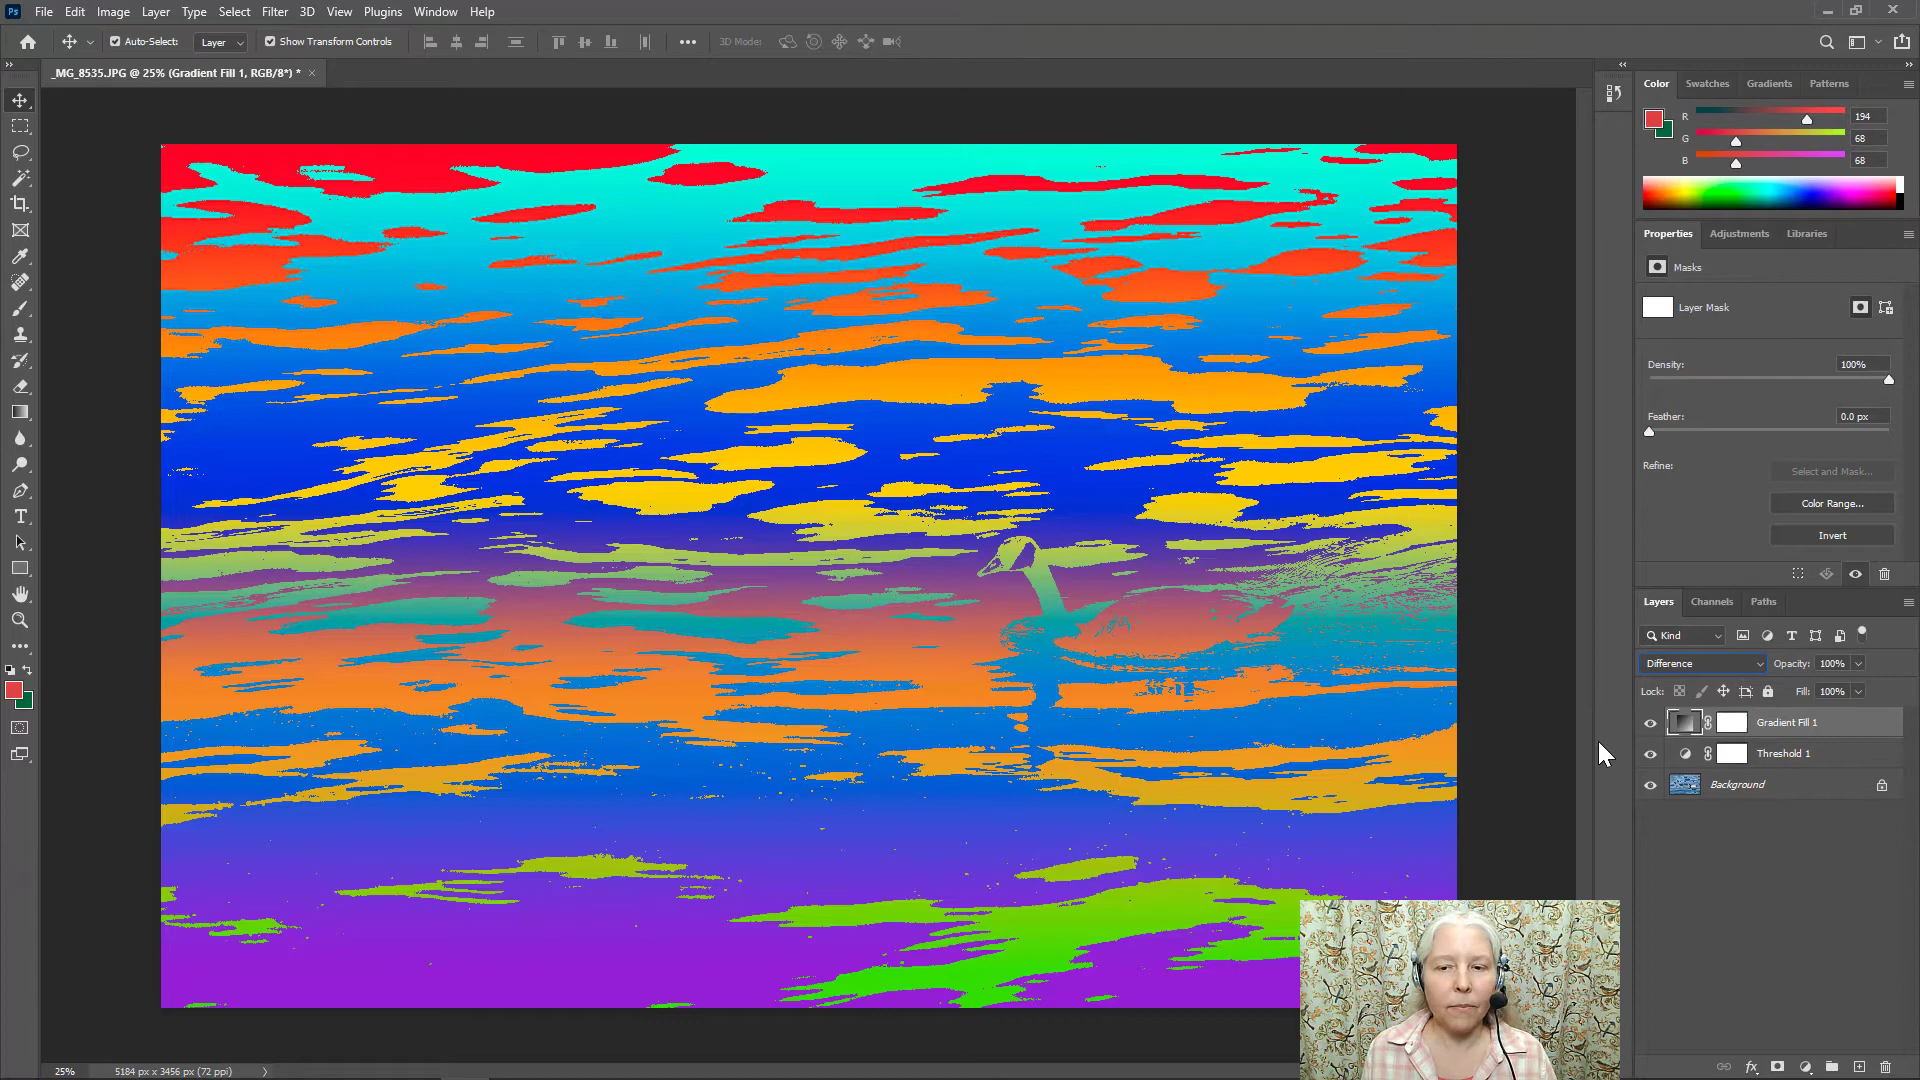 Ps File Edit Image Layer Type Select Filter 3D View Plugins Window Help
Auto-Select: Layer Show Transform Controls 3D Mode:
_MG_8535.JPG @ 25% (Gradient Fill 1, RGB/8*) * ×
Color Swatches Gradients Patterns
R 194
G 68
B 68
Properties Adjustments Libraries
Masks
Layer Mask
Density: 100%
Feather: 0.0 px
Refine: Select and Mask...
Color Range...
Invert
Layers Channels Paths
Kind
Difference Opacity: 100%
Lock: Fill: 100%
Gradient Fill 1
Threshold 1
Background
fx
25% 5184 px x 3456 px (72 ppi)